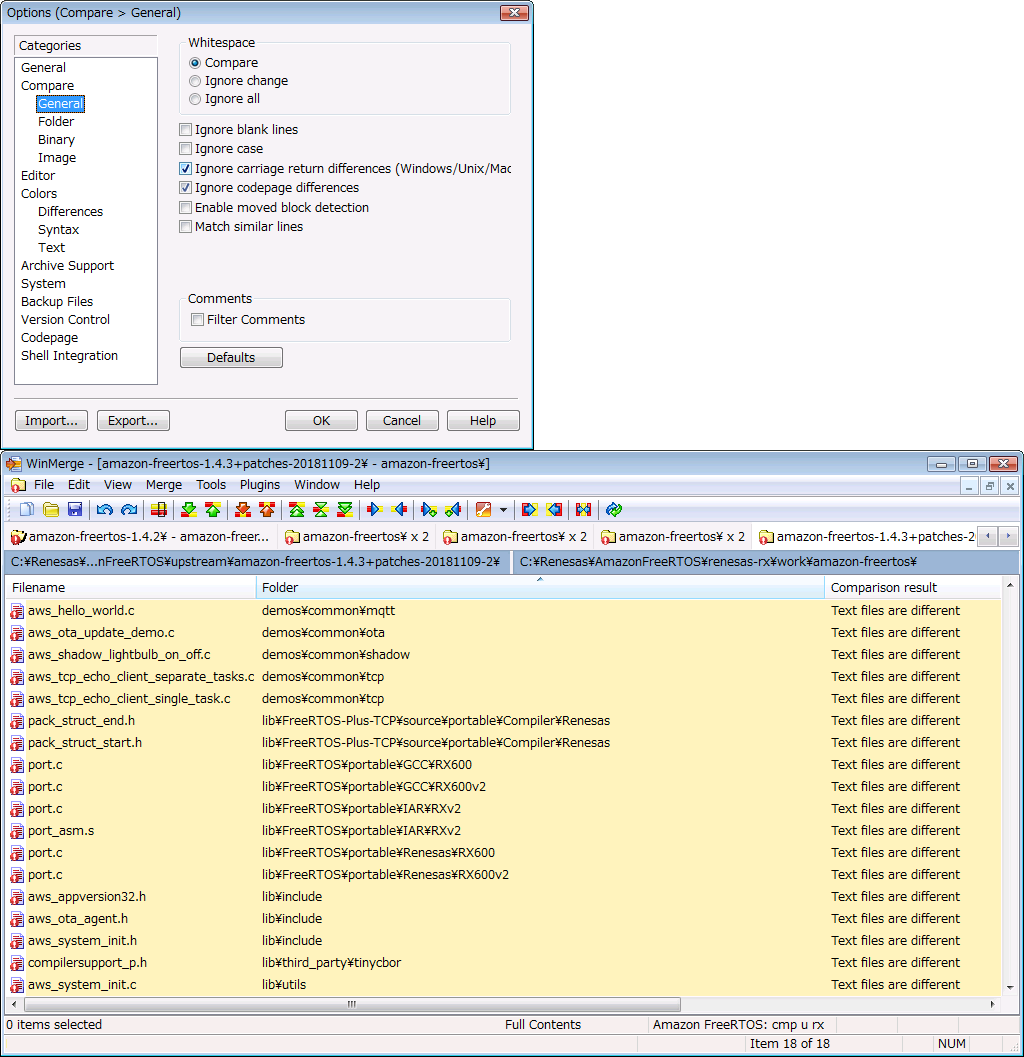 Options (Compare > General)
Categories
General
Compare
General
Folder
Binary
Image
Editor
Colors
Differences
Syntax
Text
Archive Support
System
Backup Files
Version Control
Codepage
Shell Integration
Whitespace
Compare
Ignore change
Ignore all
Ignore blank lines
Ignore case
Ignore carriage return differences (Windows/Unix/Mac
Ignore codepage differences
Enable moved block detection
Match similar lines
Comments
Filter Comments
Defaults
Import... Export... OK Cancel Help
WinMerge - [amazon-freertos-1.4.3+patches-20181109-2¥ - amazon-freertos¥]
File Edit View Merge Tools Plugins Window Help
amazon-freertos-1.4.2¥ - amazon-freer... amazon-freertos¥ x 2 amazon-freertos¥ x 2 amazon-freertos¥ x 2 amazon-freertos-1.4.3+patches-20
C:¥Renesas¥...nFreeRTOS¥upstream¥amazon-freertos-1.4.3+patches-20181109-2¥ C:¥Renesas¥AmazonFreeRTOS¥renesas-rx¥work¥amazon-freertos¥
Filename Folder Comparison result
aws_hello_world.c demos¥common¥mqtt Text files are different
aws_ota_update_demo.c demos¥common¥ota Text files are different
aws_shadow_lightbulb_on_off.c demos¥common¥shadow Text files are different
aws_tcp_echo_client_separate_tasks.c demos¥common¥tcp Text files are different
aws_tcp_echo_client_single_task.c demos¥common¥tcp Text files are different
pack_struct_end.h lib¥FreeRTOS-Plus-TCP¥source¥portable¥Compiler¥Renesas Text files are different
pack_struct_start.h lib¥FreeRTOS-Plus-TCP¥source¥portable¥Compiler¥Renesas Text files are different
port.c lib¥FreeRTOS¥portable¥GCC¥RX600 Text files are different
port.c lib¥FreeRTOS¥portable¥GCC¥RX600v2 Text files are different
port.c lib¥FreeRTOS¥portable¥IAR¥RXv2 Text files are different
port_asm.s lib¥FreeRTOS¥portable¥IAR¥RXv2 Text files are different
port.c lib¥FreeRTOS¥portable¥Renesas¥RX600 Text files are different
port.c lib¥FreeRTOS¥portable¥Renesas¥RX600v2 Text files are different
aws_appversion32.h lib¥include Text files are different
aws_ota_agent.h lib¥include Text files are different
aws_system_init.h lib¥include Text files are different
compilersupport_p.h lib¥third_party¥tinycbor Text files are different
aws_system_init.c lib¥utils Text files are different
0 items selected Full Contents Amazon FreeRTOS: cmp u rx
Item 18 of 18 NUM